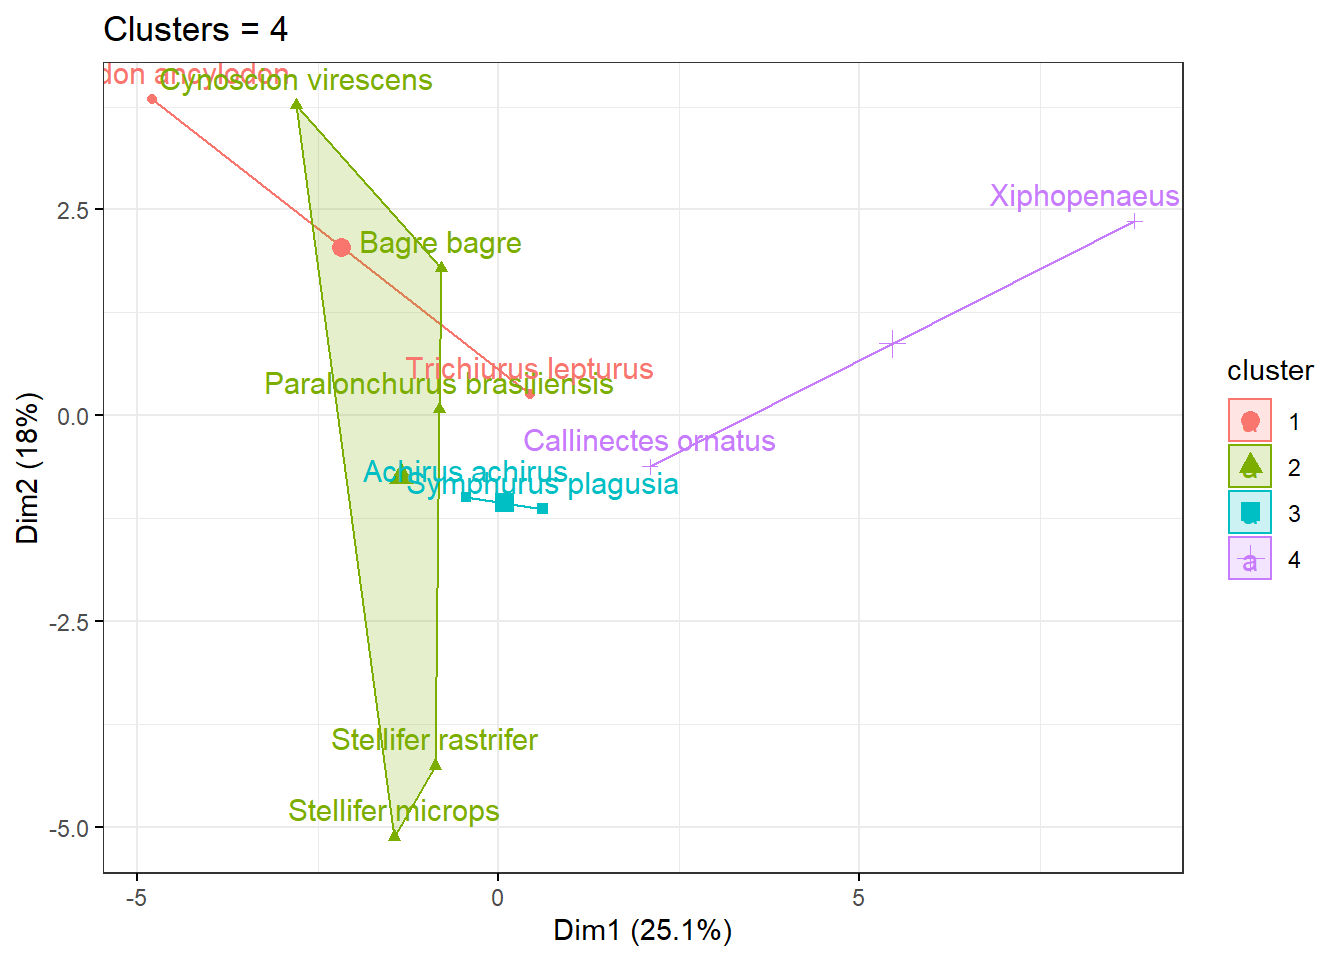 Clusters = 4
don ancylodon
Cynoscion virescens
Xiphopenaeus
Bagre bagre
Trichiurus lepturus
Paralonchurus brasiliensis
Callinectes ornatus
Achirus achirus
Symphurus plagusia
Stellifer rastrifer
Stellifer microps
2.5
0.0
-2.5
-5.0
-5
0
5
Dim1 (25.1%)
Dim2 (18%)
cluster
a 1
a 2
a 3
a 4